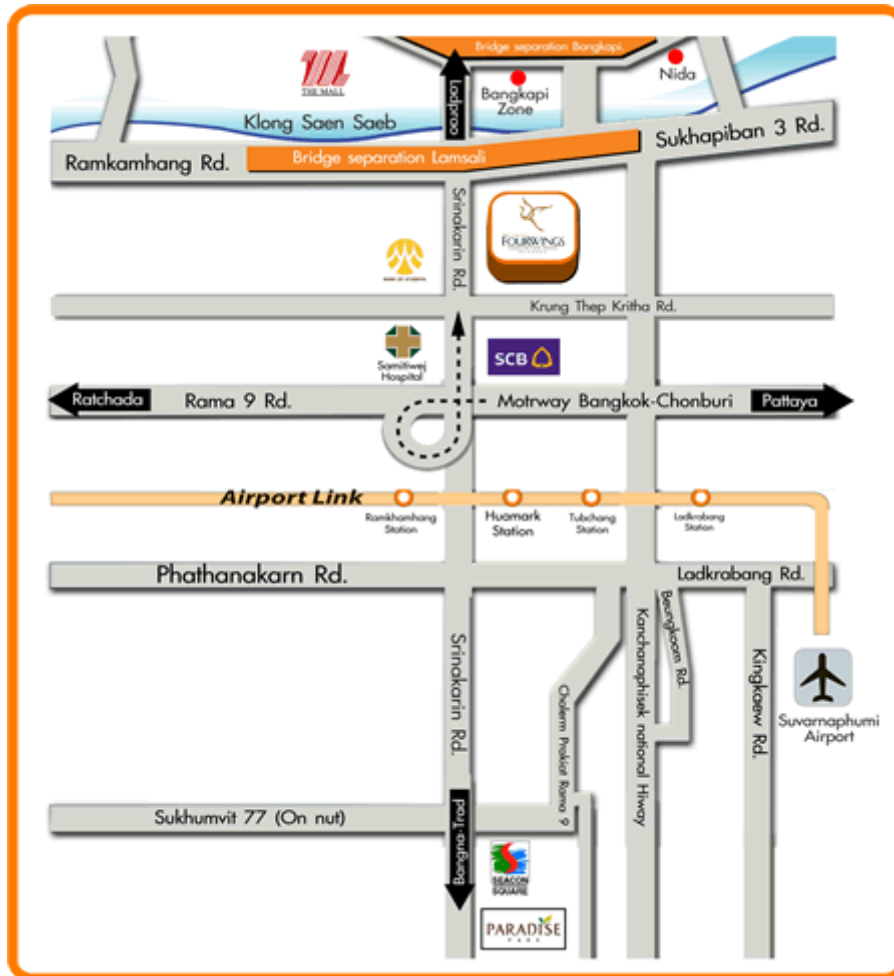 Bridge separation Bangkapi.
THE MALL
Ladprao
Bangkapi
Zone
Nida
Klong Saen Saeb
Sukhapiban 3 Rd.
Ramkamhang Rd.
Bridge separation Lamsali
Srinakarin Rd.
FOURWINGS
Krung Thep Kritha Rd.
Samitiwej
Hospital
SCB
Ratchada
Rama 9 Rd.
Motrway Bangkok-Chonburi
Pattaya
Airport Link
Ramkhamhang
Station
Huamark
Station
Tubchang
Station
Ladkrabang
Station
Phathanakarn Rd.
Ladkrabang Rd.
Beungkoom Rd.
Srinakarin Rd.
Chalerm Prakiat Rama 9
Kanchanaphisek national Hiway
Kingkaew Rd.
Suvarnaphumi
Airport
Sukhumvit 77 (On nut)
Bangna-Trad
SEACON
SQUARE
PARADISE
PARK